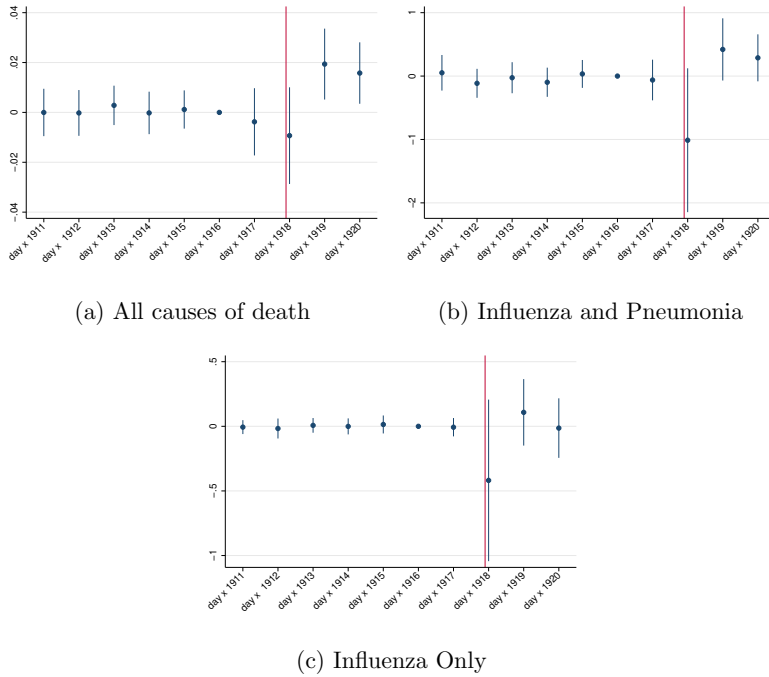 .04
.02
0
−.02
−.04
day x 1911
day x 1912
day x 1913
day x 1914
day x 1915
day x 1916
day x 1917
day x 1918
day x 1919
day x 1920
(a) All causes of death
1
0
−1
−2
day x 1911
day x 1912
day x 1913
day x 1914
day x 1915
day x 1916
day x 1917
day x 1918
day x 1919
day x 1920
(b) Influenza and Pneumonia
.5
0
−.5
−1
day x 1911
day x 1912
day x 1913
day x 1914
day x 1915
day x 1916
day x 1917
day x 1918
day x 1919
day x 1920
(c) Influenza Only